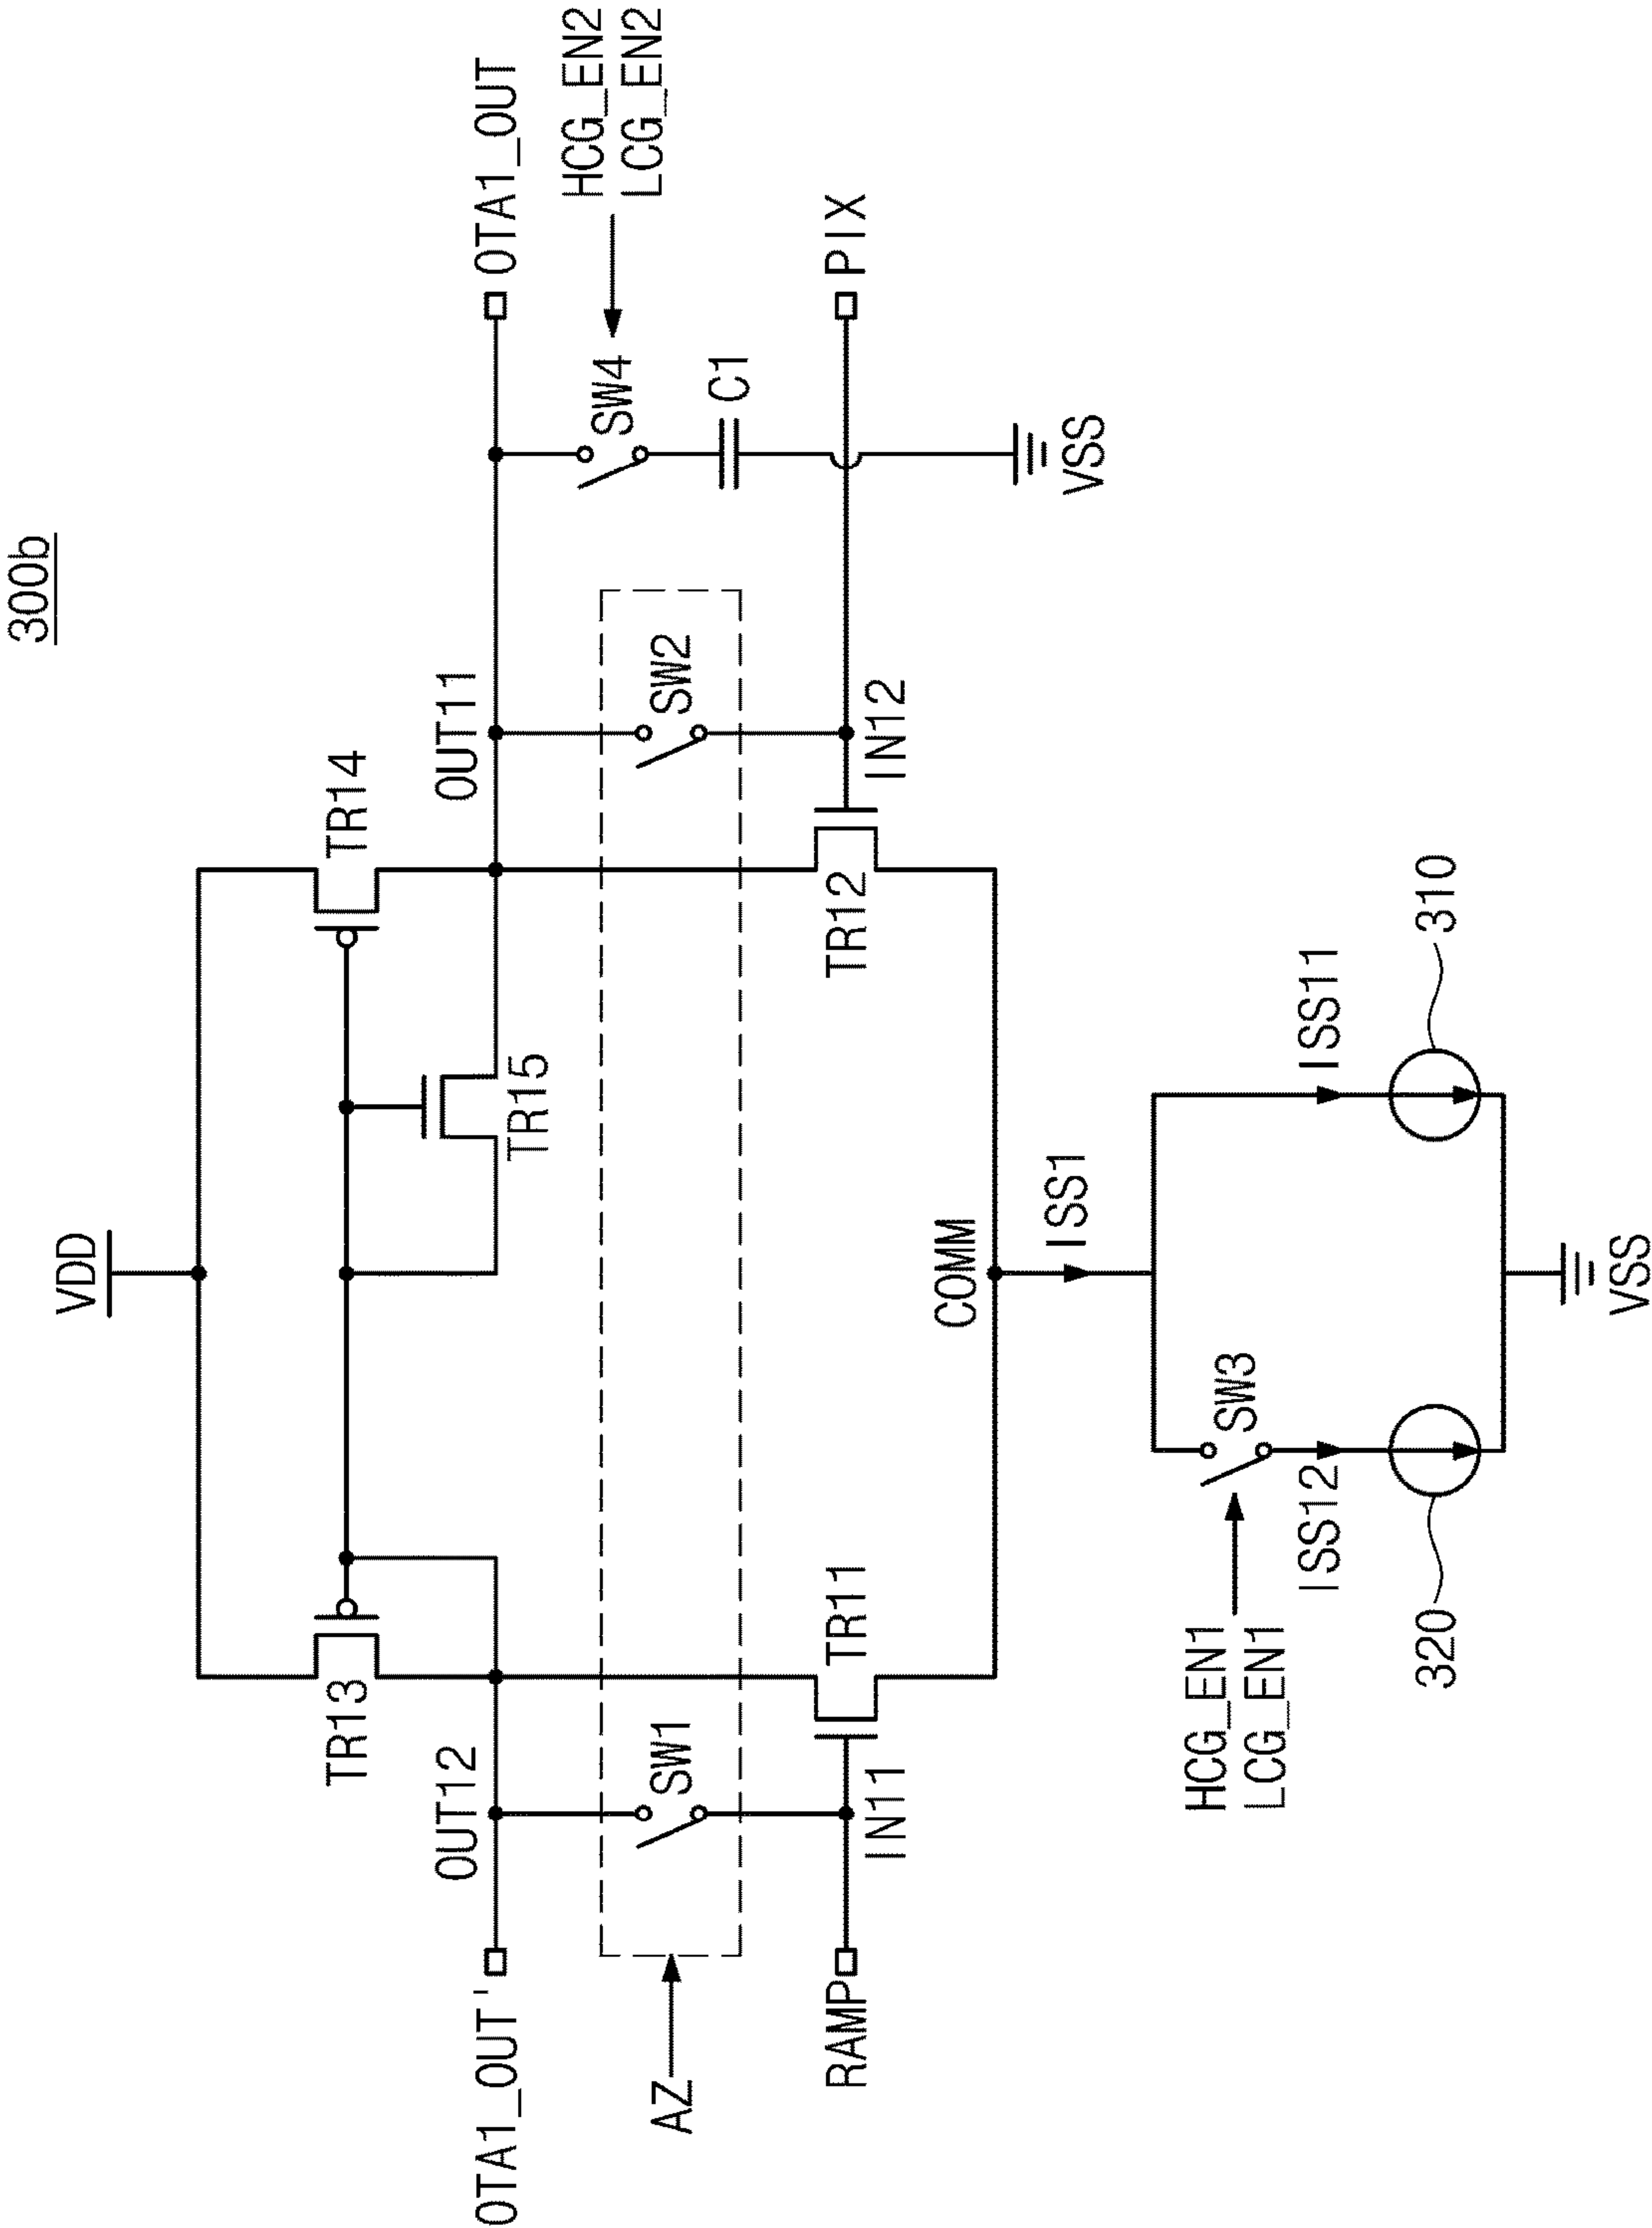 300b
VDD
TR13
TR14
OUT12
OUT11
OTA1_OUT'
OTA1_OUT
TR15
HCG_EN2
LCG_EN2
SW4
AZ
SW1
SW2
C1
RAMP
IN11
TR11
TR12
IN12
PIX
COMM
VSS
ISS1
HCG_EN1
LCG_EN1
SW3
ISS12
ISS11
320
310
VSS